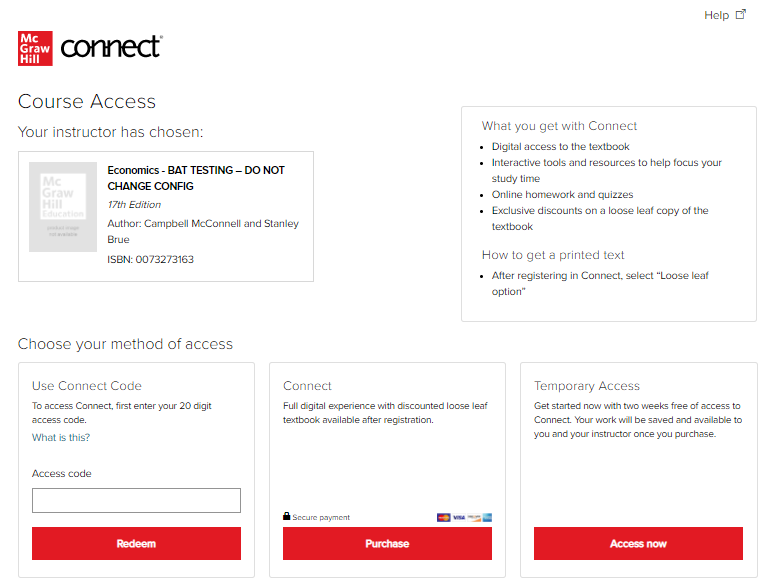 Help
Mc
Graw
Hill
connect
Course Access
Your instructor has chosen:
Mc
Graw
Hill
Education
product image
not available
Economics - BAT TESTING – DO NOT
CHANGE CONFIG
17th Edition
Author: Campbell McConnell and Stanley
Brue
ISBN: 0073273163
What you get with Connect
Digital access to the textbook
Interactive tools and resources to help focus your
study time
Online homework and quizzes
Exclusive discounts on a loose leaf copy of the
textbook
How to get a printed text
After registering in Connect, select “Loose leaf
option”
Choose your method of access
Use Connect Code
To access Connect, first enter your 20 digit
access code.
What is this?
Access code
Redeem
Connect
Full digital experience with discounted loose leaf
textbook available after registration.
Secure payment
VISA
Purchase
Temporary Access
Get started now with two weeks free of access to
Connect. Your work will be saved and available to
you and your instructor once you purchase.
Access now